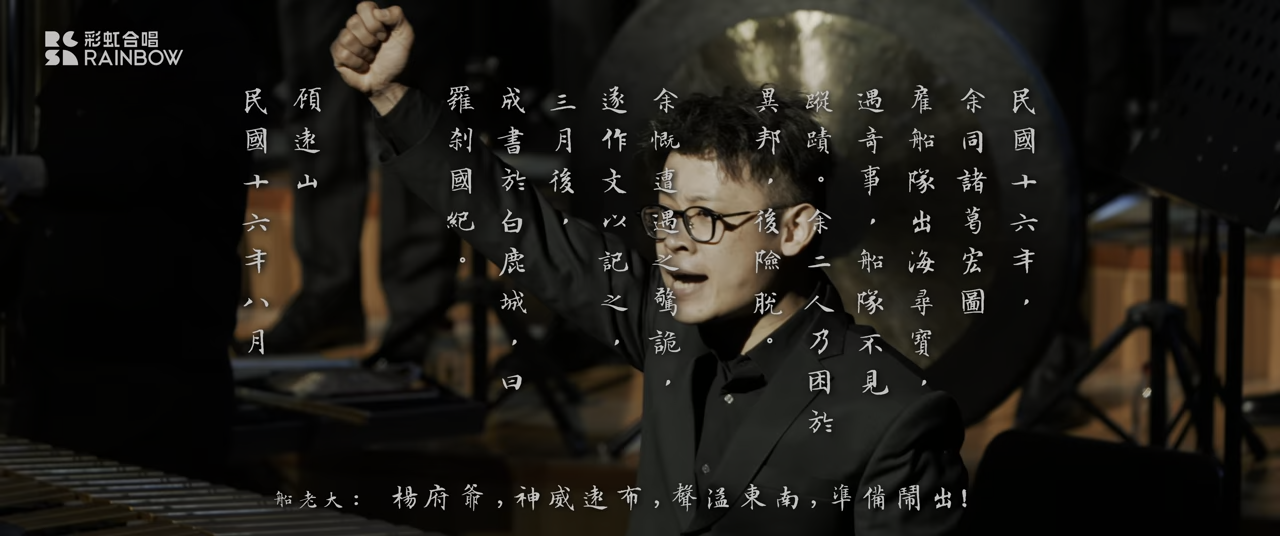 彩虹合唱
RAINBOW
民國十六年，
余同諸葛宏圖
雇船隊出海尋寶，
遇奇事，船隊不見
蹤蹟。余二人乃困於
異邦，後險脫。
余慨遭遇之驚詭，
遂作文以記之，
三月後，
成書於白鹿城，曰
羅刹國紀。
顧遠山
民國十六年八月
船老大：楊府爺，神威遠布，聲溢東南，準備鬧出！